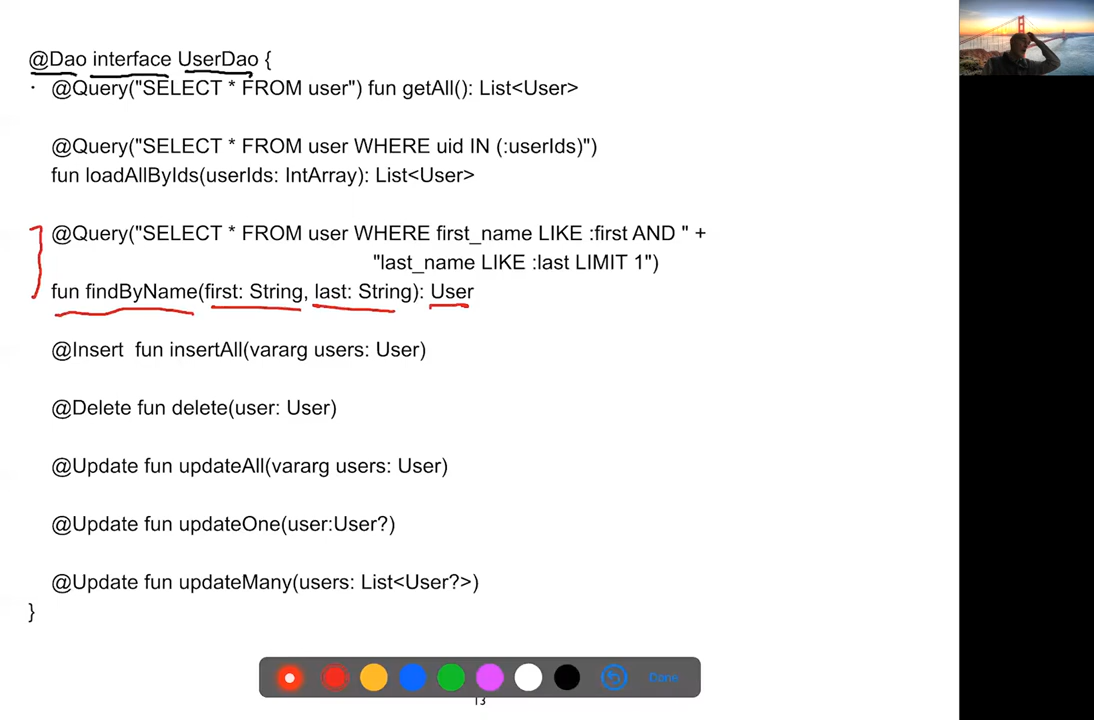 @Dao interface UserDao {
@Query("SELECT * FROM user") fun getAll(): List<User>
@Query("SELECT * FROM user WHERE uid IN (:userIds)")
fun loadAllByIds(userIds: IntArray): List<User>
@Query("SELECT * FROM user WHERE first_name LIKE :first AND " +
"last_name LIKE :last LIMIT 1")
fun findByName(first: String, last: String): User
@Insert  fun insertAll(vararg users: User)
@Delete fun delete(user: User)
@Update fun updateAll(vararg users: User)
@Update fun updateOne(user:User?)
@Update fun updateMany(users: List<User?>)
}
Done
13